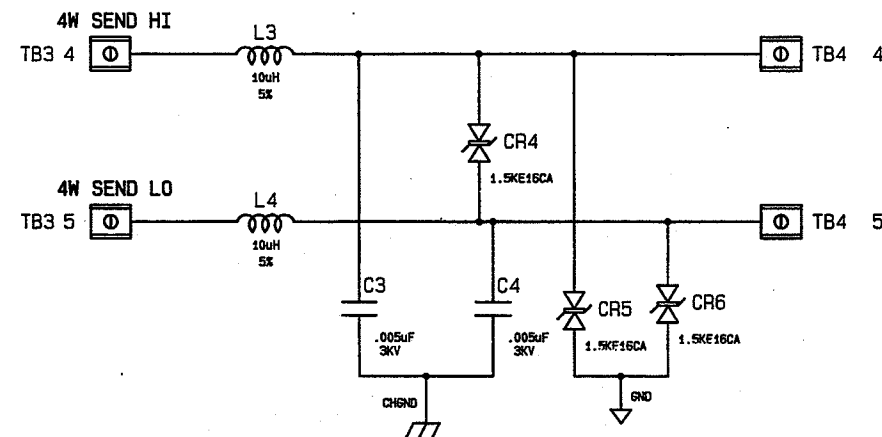 4W SEND HI
TB3 4
L3
10uH
5%
TB4 4
CR4
1.5KE16CA
4W SEND LO
TB3 5
L4
10uH
5%
TB4 5
C3
.005uF
3KV
C4
.005uF
3KV
CR5
1.5KE16CA
CR6
1.5KE16CA
CHGND
GND